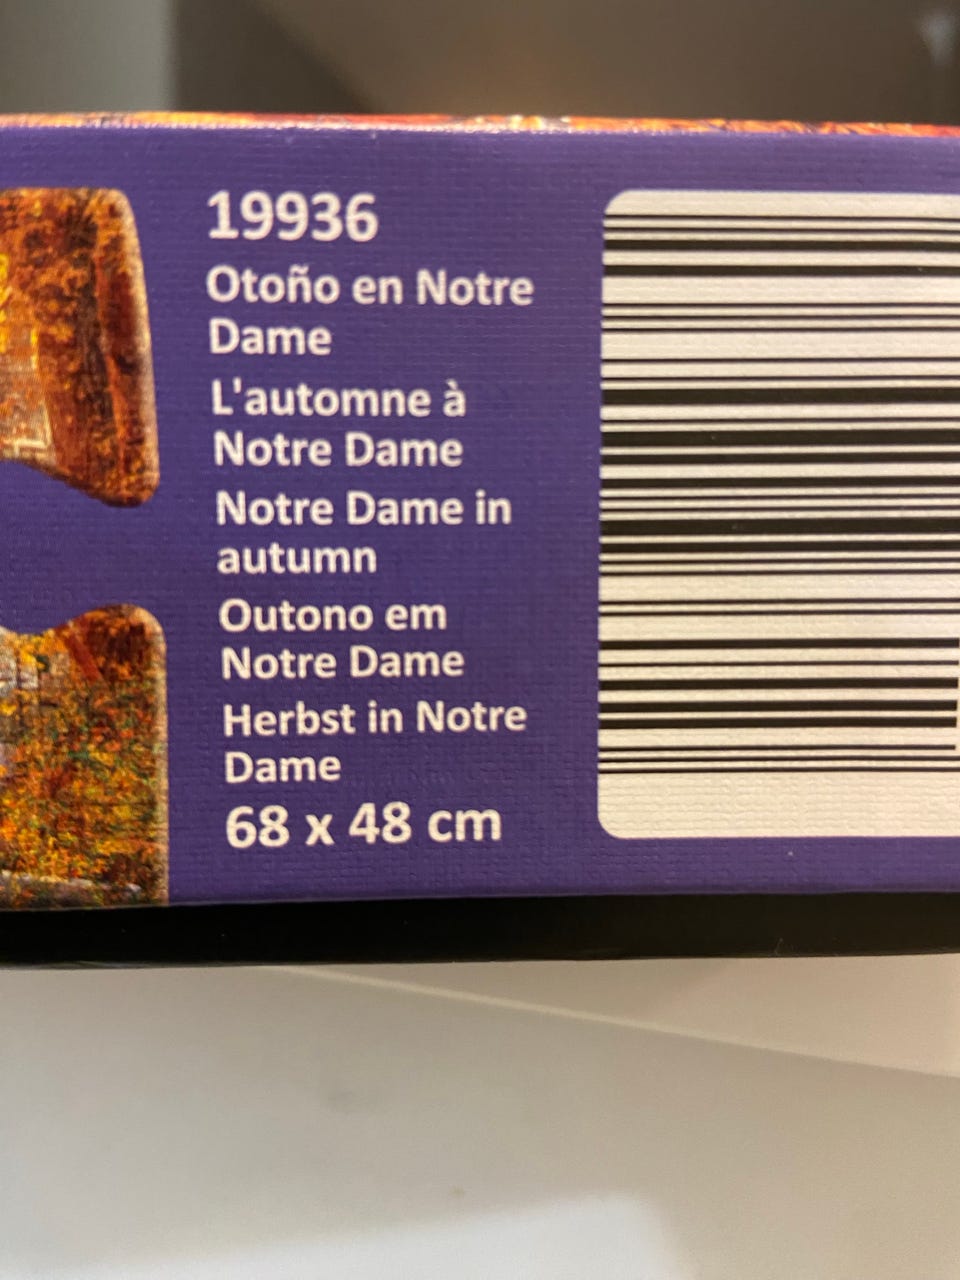 19936
Otoño en Notre
Dame
L'automne à
Notre Dame
Notre Dame in
autumn
Outono em
Notre Dame
Herbst in Notre
Dame
68 x 48 cm